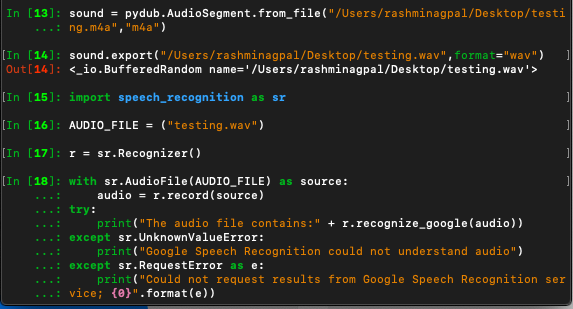 In [13]: sound = pydub.AudioSegment.from_file("/Users/rashminagpal/Desktop/testi
    ...: ng.m4a","m4a")
In [14]: sound.export("/Users/rashminagpal/Desktop/testing.wav",format="wav")
Out[14]: <_io.BufferedRandom name='/Users/rashminagpal/Desktop/testing.wav'>
In [15]: import speech_recognition as sr
In [16]: AUDIO_FILE = ("testing.wav")
In [17]: r = sr.Recognizer()
In [18]: with sr.AudioFile(AUDIO_FILE) as source:
    ...:     audio = r.record(source)
    ...: try:
    ...:     print("The audio file contains:" + r.recognize_google(audio))
    ...: except sr.UnknownValueError:
    ...:     print("Google Speech Recognition could not understand audio")
    ...: except sr.RequestError as e:
    ...:     print("Could not request results from Google Speech Recognition ser
    ...: vice; {0}".format(e))